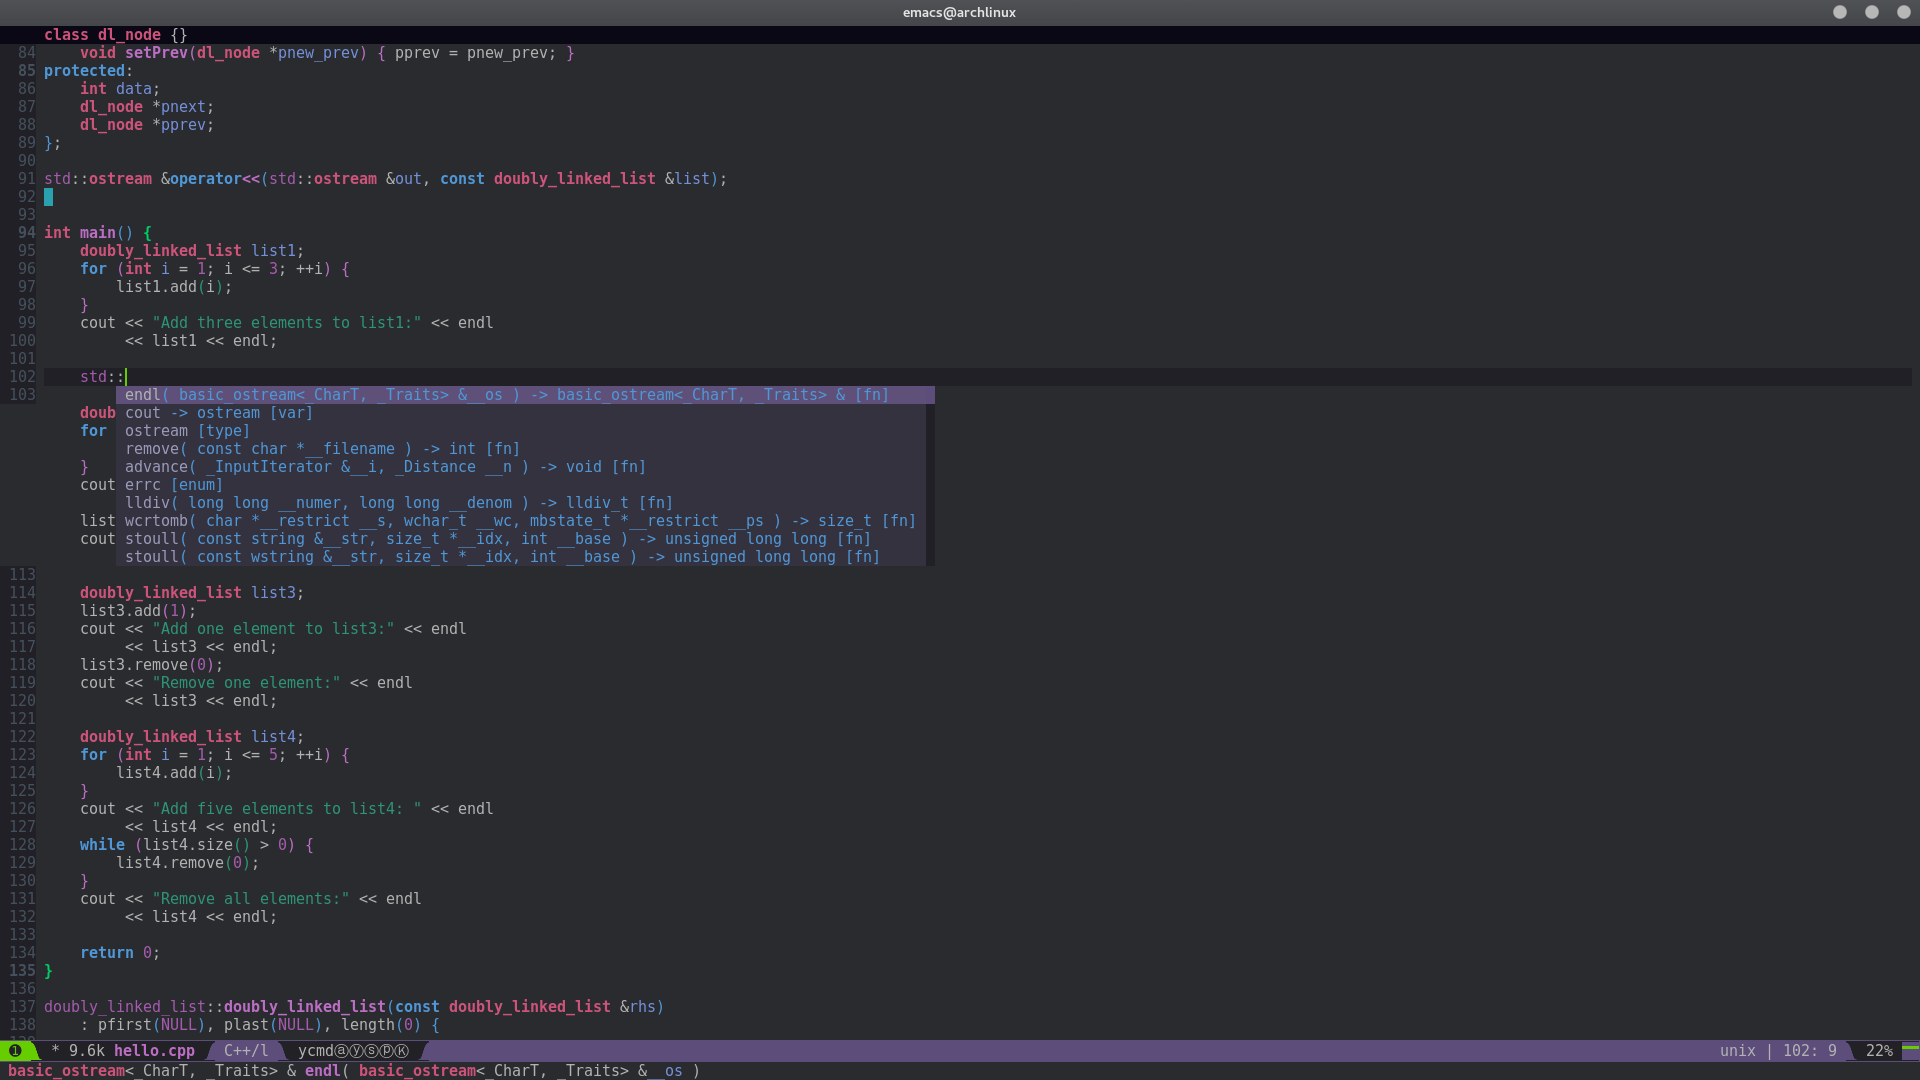 emacs@archlinux
class dl_node {}
84     void setPrev(dl_node *pnew_prev) { pprev = pnew_prev; }
85 protected:
86     int data;
87     dl_node *pnext;
88     dl_node *pprev;
89 };
90
91 std::ostream &operator<<(std::ostream &out, const doubly_linked_list &list);
92
93
94 int main() {
95     doubly_linked_list list1;
96     for (int i = 1; i <= 3; ++i) {
97         list1.add(i);
98     }
99     cout << "Add three elements to list1:" << endl
100          << list1 << endl;
101
102     std::
103         endl( basic_ostream<_CharT, _Traits> &__os ) -> basic_ostream<_CharT, _Traits> & [fn]
    doub cout -> ostream [var]
    for  ostream [type]
         remove( const char *__filename ) -> int [fn]
    }    advance( _InputIterator &__i, _Distance __n ) -> void [fn]
    cout errc [enum]
         lldiv( long long __numer, long long __denom ) -> lldiv_t [fn]
    list wcrtomb( char *__restrict __s, wchar_t __wc, mbstate_t *__restrict __ps ) -> size_t [fn]
    cout stoull( const string &__str, size_t *__idx, int __base ) -> unsigned long long [fn]
         stoull( const wstring &__str, size_t *__idx, int __base ) -> unsigned long long [fn]
113
114     doubly_linked_list list3;
115     list3.add(1);
116     cout << "Add one element to list3:" << endl
117          << list3 << endl;
118     list3.remove(0);
119     cout << "Remove one element:" << endl
120          << list3 << endl;
121
122     doubly_linked_list list4;
123     for (int i = 1; i <= 5; ++i) {
124         list4.add(i);
125     }
126     cout << "Add five elements to list4: " << endl
127          << list4 << endl;
128     while (list4.size() > 0) {
129         list4.remove(0);
130     }
131     cout << "Remove all elements:" << endl
132          << list4 << endl;
133
134     return 0;
135 }
136
137 doubly_linked_list::doubly_linked_list(const doubly_linked_list &rhs)
138     : pfirst(NULL), plast(NULL), length(0) {
❶ * 9.6k hello.cpp C++/l ycmdⓐⓨⓢⓟⓀ unix | 102: 9 22%
basic_ostream<_CharT, _Traits> & endl( basic_ostream<_CharT, _Traits> &__os )